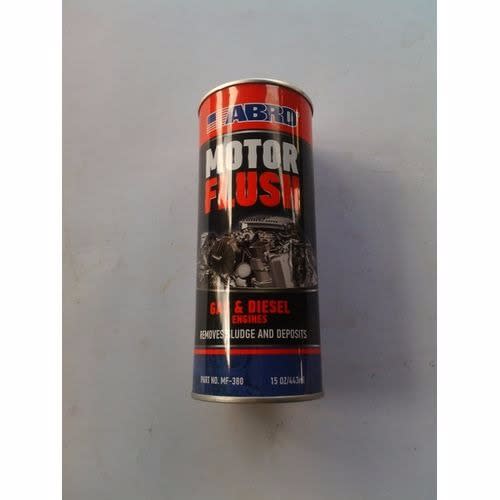 ABRO
MOTOR
FLUSH
GAS & DIESEL
ENGINES
REMOVES SLUDGE AND DEPOSITS
PART NO. MF-380 15 OZ/443ml